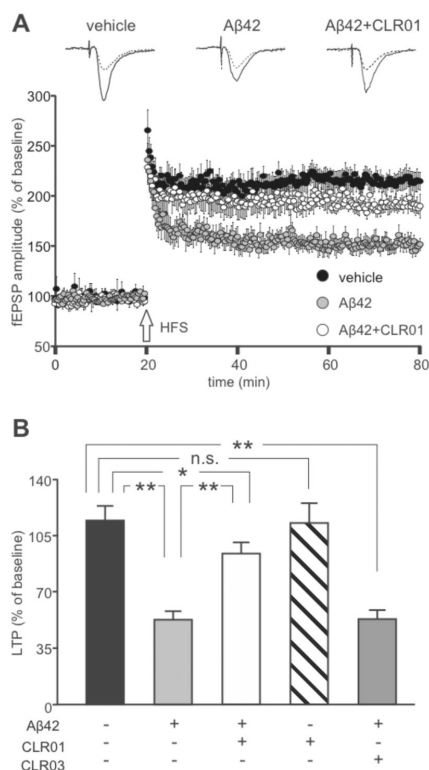 A
vehicle Aβ42 Aβ42+CLR01
300
250
200
150
100
50
fEPSP amplitude (% of baseline)
HFS
vehicle
Aβ42
Aβ42+CLR01
0 20 40 60 80
time (min)
B
**
n.s.
*
** **
140
105
70
35
0
LTP (% of baseline)
Aβ42 - + + - +
CLR01 - - + + -
CLR03 - - - - +